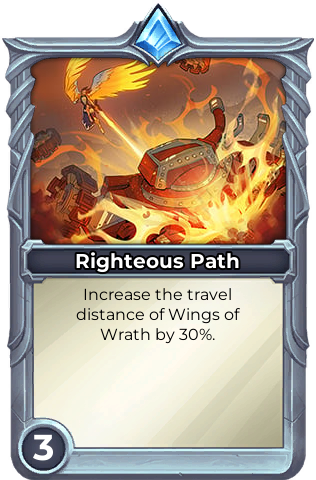 Righteous Path
Increase the travel
distance of Wings of
Wrath by 30%.
3